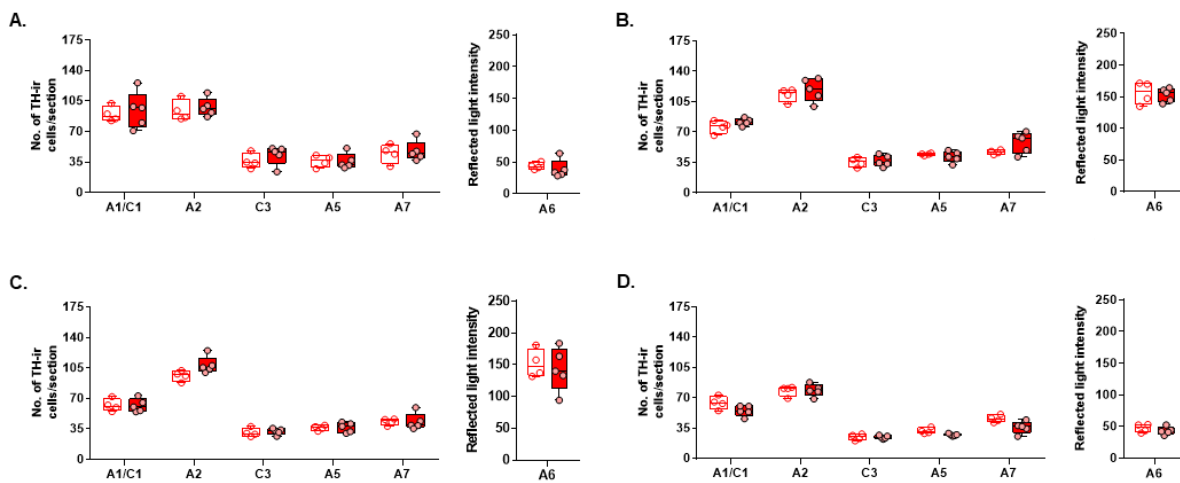 A.
No. of TH-ir
cells/section
175
140
105
70
35
0
A1/C1
A2
C3
A5
A7
Reflected light intensity
250
200
150
100
50
0
A6
B.
No. of TH-ir
cells/section
175
140
105
70
35
0
A1/C1
A2
C3
A5
A7
Reflected light intensity
250
200
150
100
50
0
A6
C.
No. of TH-ir
cells/section
175
140
105
70
35
0
A1/C1
A2
C3
A5
A7
Reflected light intensity
250
200
150
100
50
0
A6
D.
No. of TH-ir
cells/section
175
140
105
70
35
0
A1/C1
A2
C3
A5
A7
Reflected light intensity
250
200
150
100
50
0
A6